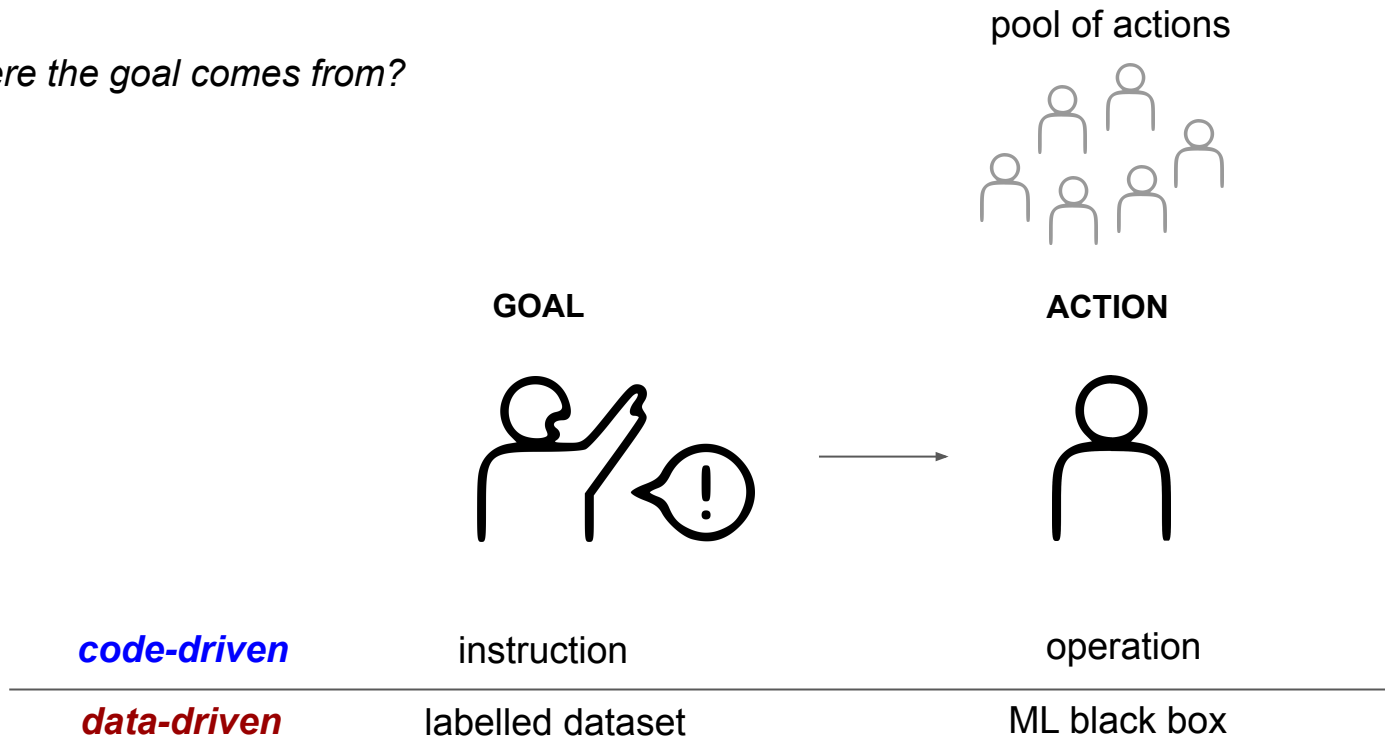 pool of actions
ere the goal comes from?
GOAL
ACTION
!
code-driven
instruction
operation
data-driven
labelled dataset
ML black box